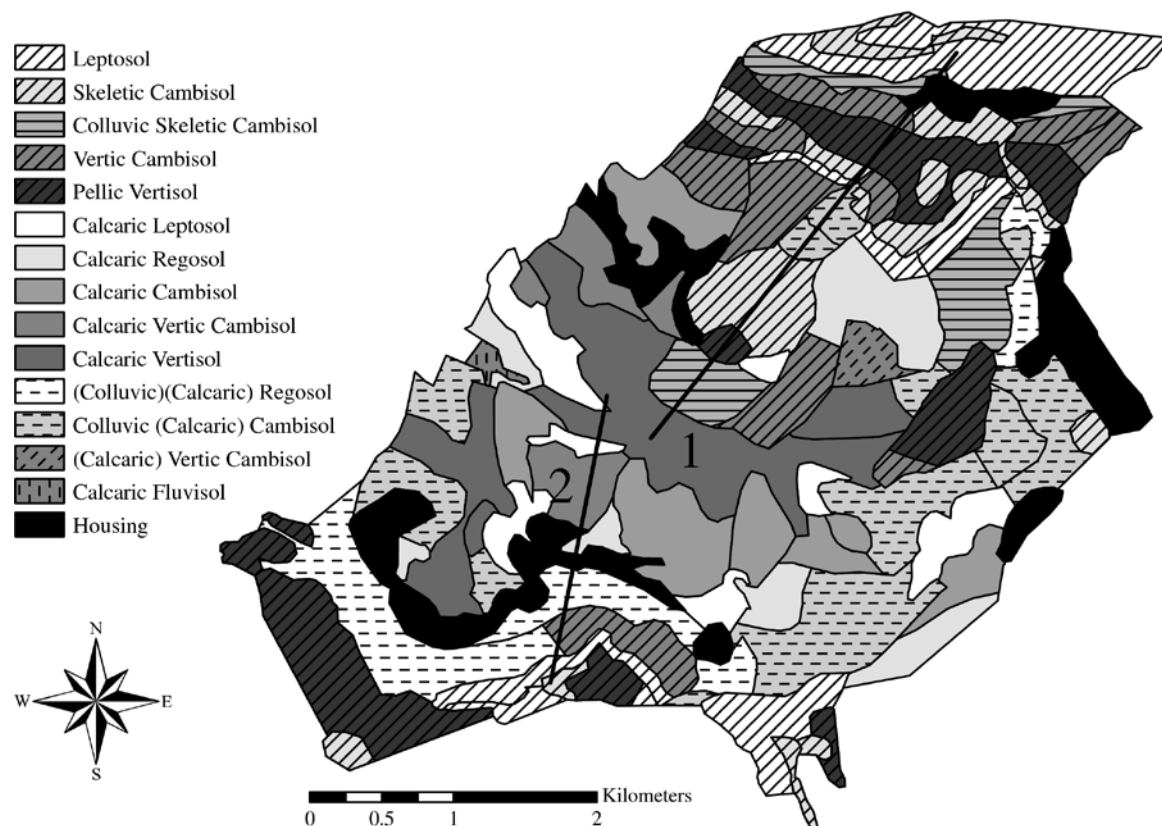 Leptosol
Skeletic Cambisol
Colluvic Skeletic Cambisol
Vertic Cambisol
Pellic Vertisol
Calcaric Leptosol
Calcaric Regosol
Calcaric Cambisol
Calcaric Vertic Cambisol
Calcaric Vertisol
(Colluvic)(Calcaric) Regosol
Colluvic (Calcaric) Cambisol
(Calcaric) Vertic Cambisol
Calcaric Fluvisol
Housing
1
2
N
W E
S
Kilometers
0 0.5 1 2